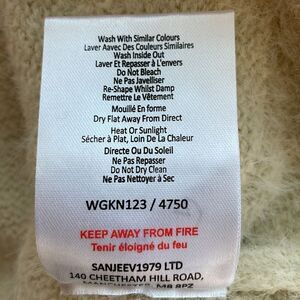 Wash With Similar Colours
Laver Aavec Des Couleurs Similaires
Wash Inside Out
Laver Et Repasser à L'envers
Do Not Bleach
Ne Pas Javelliser
Re-Shape Whilst Damp
Remettre Le Vêtement
Mouillé En forme
Dry Flat Away From Direct
Heat Or Sunlight
Sécher à Plat, Loin De La Chaleur
Directe Ou Du Soleil
Ne Pas Repasser
Do Not Dry Clean
Ne Pas Nettoyer à Sec
WGKN123 / 4750
KEEP AWAY FROM FIRE
Tenir éloigné du feu
SANJEEV1979 LTD
140 CHEETHAM HILL ROAD,
MANCHESTER, M8 8PZ